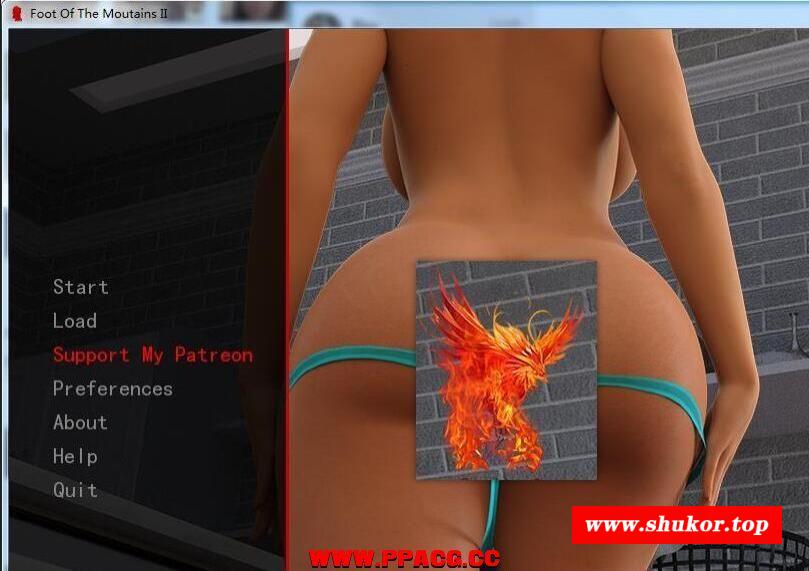 Foot Of The Moutains II
Start
Load
Support My Patreon
Preferences
About
Help
Quit
www.shukor.top
WWW.PPACG.CC